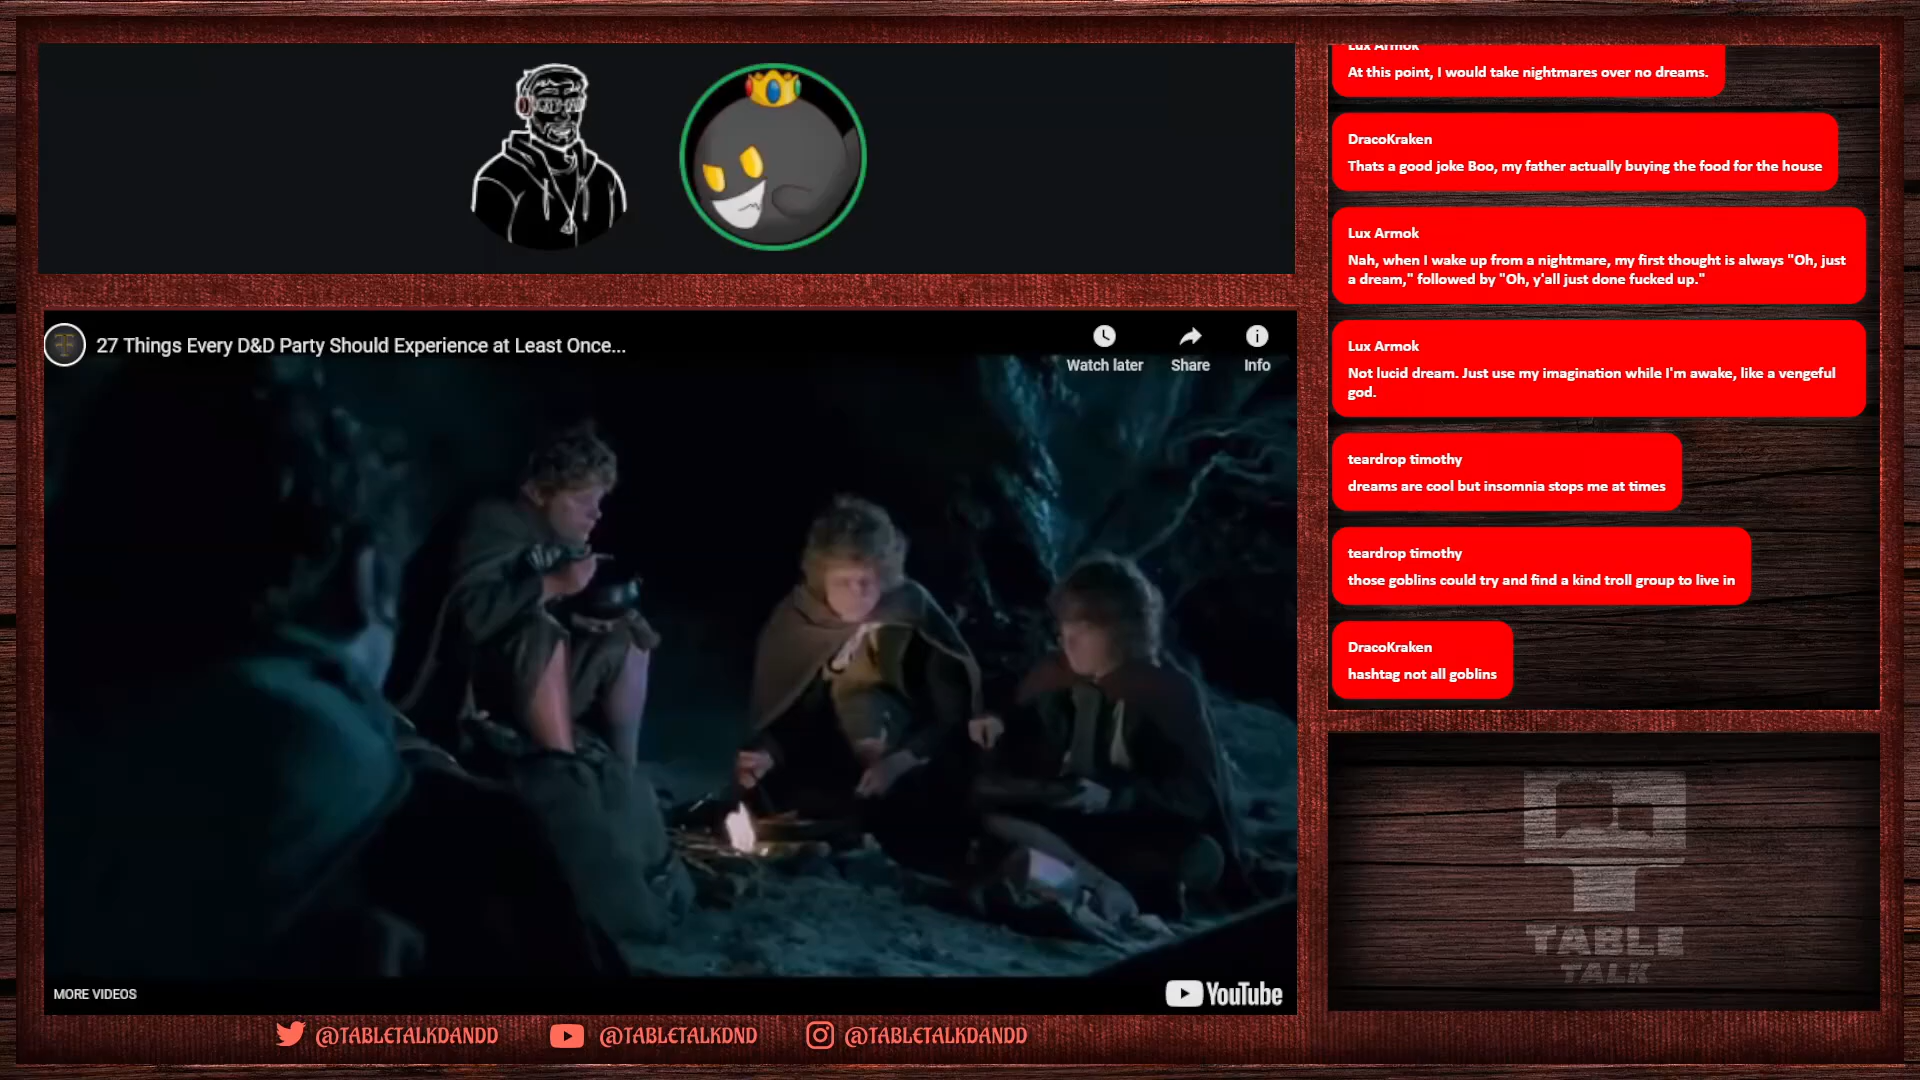 27 Things Every D&D Party Should Experience at Least Once...
Watch later
Share
Info
MORE VIDEOS
YouTube
@TABLETALKDANDD
@TABLETALKDND
@TABLETALKDANDD
Lux Armok
At this point, I would take nightmares over no dreams.
DracoKraken
Thats a good joke Boo, my father actually buying the food for the house
Lux Armok
Nah, when I wake up from a nightmare, my first thought is always "Oh, just
a dream," followed by "Oh, y'all just done fucked up."
Lux Armok
Not lucid dream. Just use my imagination while I'm awake, like a vengeful
god.
teardrop timothy
dreams are cool but insomnia stops me at times
teardrop timothy
those goblins could try and find a kind troll group to live in
DracoKraken
hashtag not all goblins
TABLE
TALK